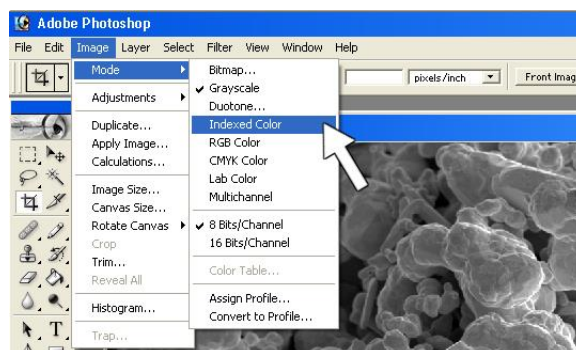 Adobe Photoshop
File Edit Image Layer Select Filter View Window Help
pixels/inch Front Imag
Mode
Adjustments
Duplicate...
Apply Image...
Calculations...
Image Size...
Canvas Size...
Rotate Canvas
Crop
Trim...
Reveal All
Histogram...
Trap...
Bitmap...
Grayscale
Duotone...
Indexed Color
RGB Color
CMYK Color
Lab Color
Multichannel
8 Bits/Channel
16 Bits/Channel
Color Table...
Assign Profile...
Convert to Profile...